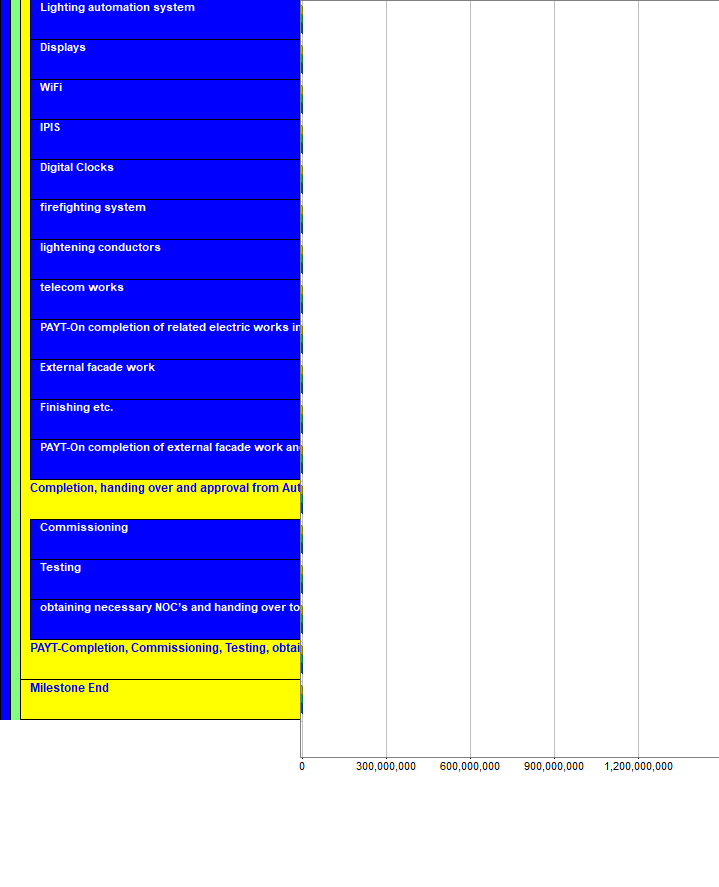 Lighting automation system
Displays
WiFi
IPIS
Digital Clocks
firefighting system
lightening conductors
telecom works
PAYT-On completion of related electric works in
External facade work
Finishing etc.
PAYT-On completion of external facade work an
Completion, handing over and approval from Aut
Commissioning
Testing
obtaining necessary NOC's and handing over to
PAYT-Completion, Commissioning, Testing, obtai
Milestone End
0 300,000,000 600,000,000 900,000,000 1,200,000,000